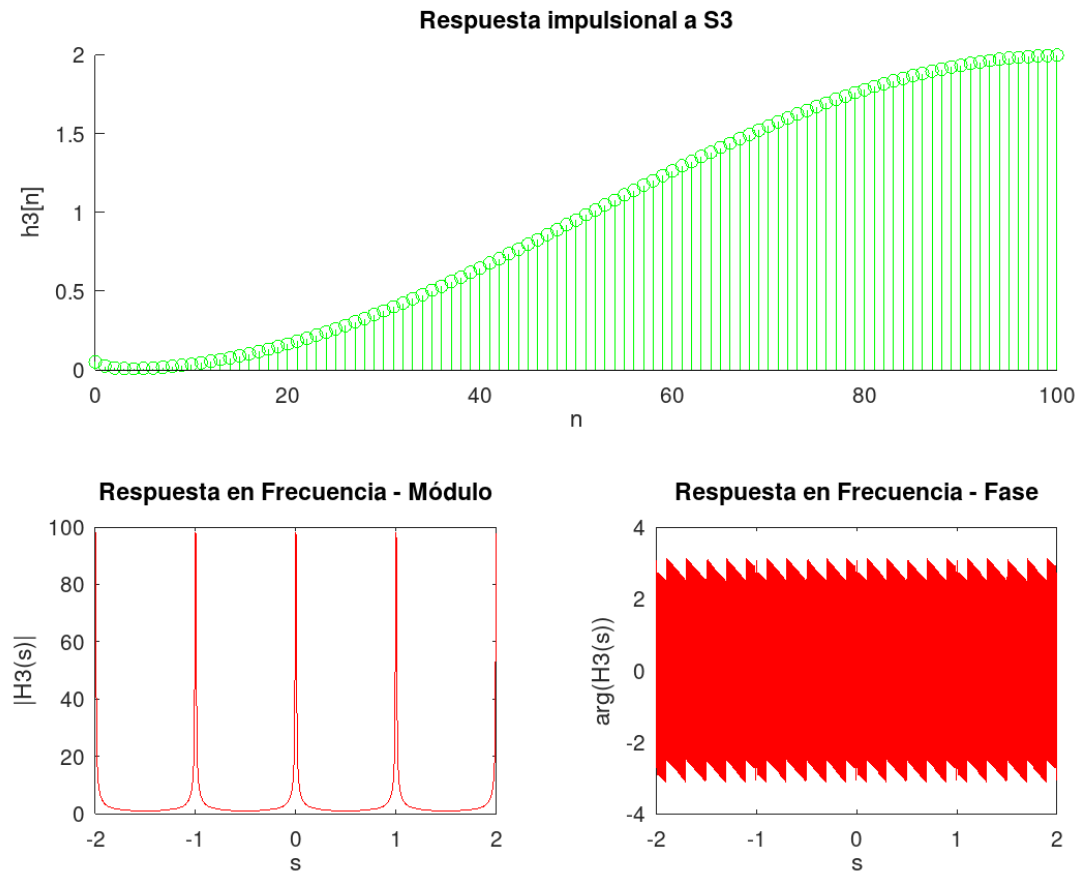 Respuesta impulsional a S3
2
1.5
1
0.5
0
h3[n]
0 20 40 60 80 100
n
Respuesta en Frecuencia - Módulo
100
80
60
40
20
0
|H3(s)|
-2 -1 0 1 2
s
Respuesta en Frecuencia - Fase
4
2
0
-2
-4
arg(H3(s))
-2 -1 0 1 2
s